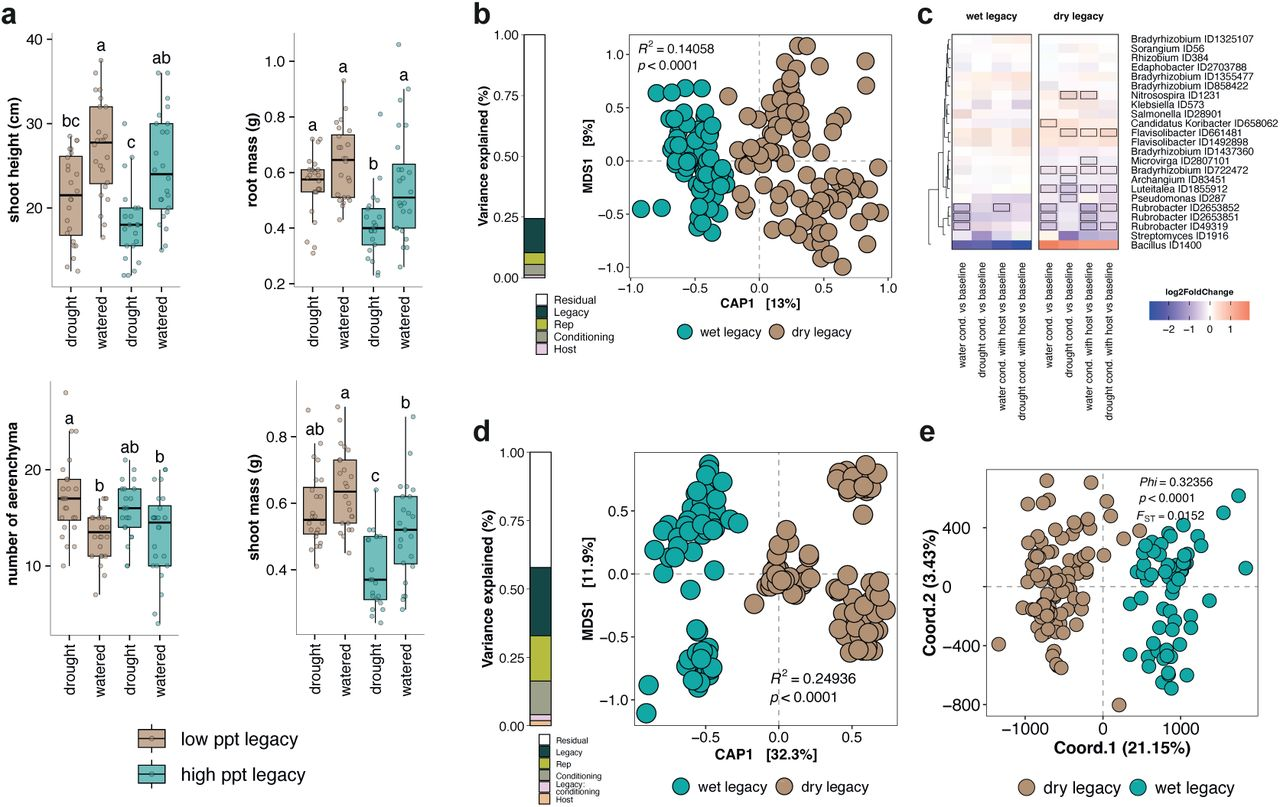 a
shoot height (cm)
40
30
20
bc
a
c
ab
drought
watered
drought
watered
root mass (g)
1.0
0.8
0.6
0.4
0.2
a
a
b
a
drought
watered
drought
watered
number of aerenchyma
20
10
a
b
ab
b
drought
watered
drought
watered
shoot mass (g)
0.8
0.6
0.4
ab
a
c
b
drought
watered
drought
watered
low ppt legacy
high ppt legacy
b
Variance explained (%)
1.00
0.75
0.50
0.25
0.00
Residual
Legacy
Rep
Conditioning
Host
R² = 0.14058
p < 0.0001
MDS1 [9%]
1.0
0.5
0.0
−0.5
−1.0
−1.0
−0.5
0.0
0.5
1.0
CAP1 [13%]
wet legacy
dry legacy
c
wet legacy
dry legacy
Bradyrhizobium ID1325107
Sorangium ID56
Rhizobium ID384
Edaphobacter ID2703788
Bradyrhizobium ID1355477
Bradyrhizobium ID858422
Nitrosospira ID1231
Klebsiella ID573
Salmonella ID28901
Candidatus Koribacter ID658062
Flavisolibacter ID661481
Flavisolibacter ID1492898
Bradyrhizobium ID1437360
Microvirga ID2807101
Bradyrhizobium ID722472
Archangium ID83451
Luteitalea ID1855912
Pseudomonas ID287
Rubrobacter ID2653852
Rubrobacter ID2653851
Rubrobacter ID49319
Streptomyces ID1916
Bacillus ID1400
water cond. vs baseline
drought cond. vs baseline
water cond. with host vs baseline
drought cond. with host vs baseline
water cond. vs baseline
drought cond. vs baseline
water cond. with host vs baseline
drought cond. with host vs baseline
log2FoldChange
−2
−1
0
1
d
Variance explained (%)
1.00
0.75
0.50
0.25
0.00
Residual
Legacy
Rep
Conditioning
Legacy:
conditioning
Host
MDS1 [11.9%]
0.5
0.0
−0.5
−1.0
R² = 0.24936
p < 0.0001
−0.5
0.0
0.5
CAP1 [32.3%]
wet legacy
dry legacy
e
Phi = 0.32356
p < 0.0001
FST = 0.0152
Coord.2 (3.43%)
400
0
−400
−800
−1000
0
1000
Coord.1 (21.15%)
dry legacy
wet legacy